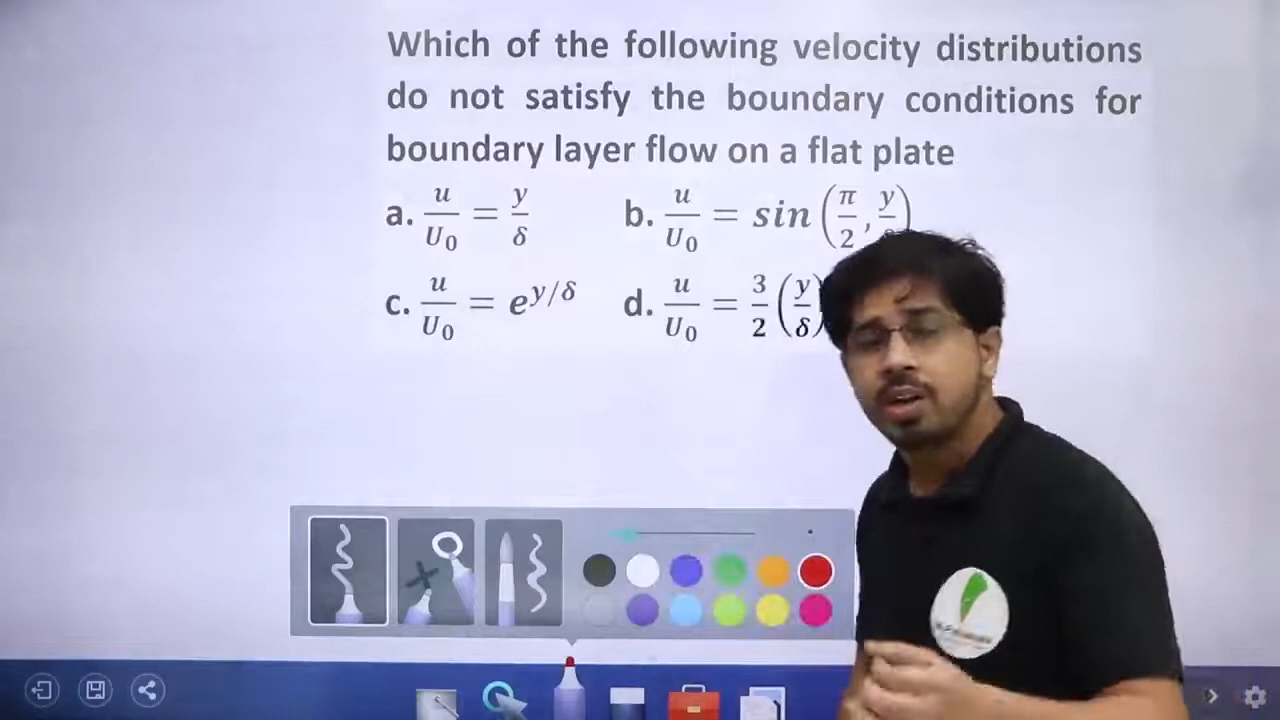 Which of the following velocity distributions
do not satisfy the boundary conditions for
boundary layer flow on a flat plate
a. u/U₀ = y/δ b. u/U₀ = sin (π/2, y/
c. u/U₀ = e^{y/δ} d. u/U₀ = 3/2 (y/δ)